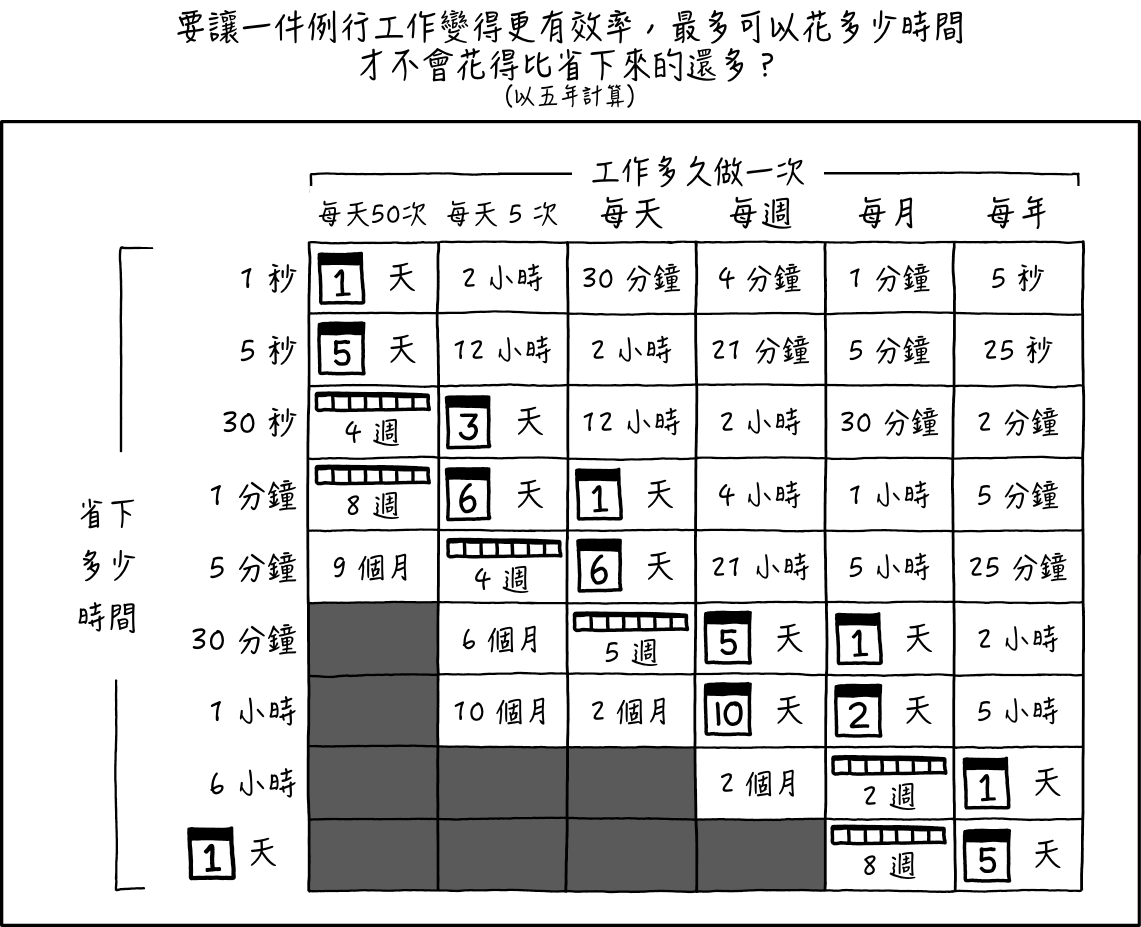 要讓一件例行工作變得更有效率，最多可以花多少時間
才不會花得比省下來的還多？
(以五年計算)
工作多久做一次
每天50次 每天5次 每天 每週 每月 每年
省下
多少
時間
1秒 1天 2小時 30分鐘 4分鐘 1分鐘 5秒
5秒 5天 12小時 2小時 21分鐘 5分鐘 25秒
30秒 4週 3天 12小時 2小時 30分鐘 2分鐘
1分鐘 8週 6天 1天 4小時 1小時 5分鐘
5分鐘 9個月 4週 6天 21小時 5小時 25分鐘
30分鐘 6個月 5週 5天 1天 2小時
1小時 10個月 2個月 10天 2天 5小時
6小時 2個月 2週 1天
1天 8週 5天